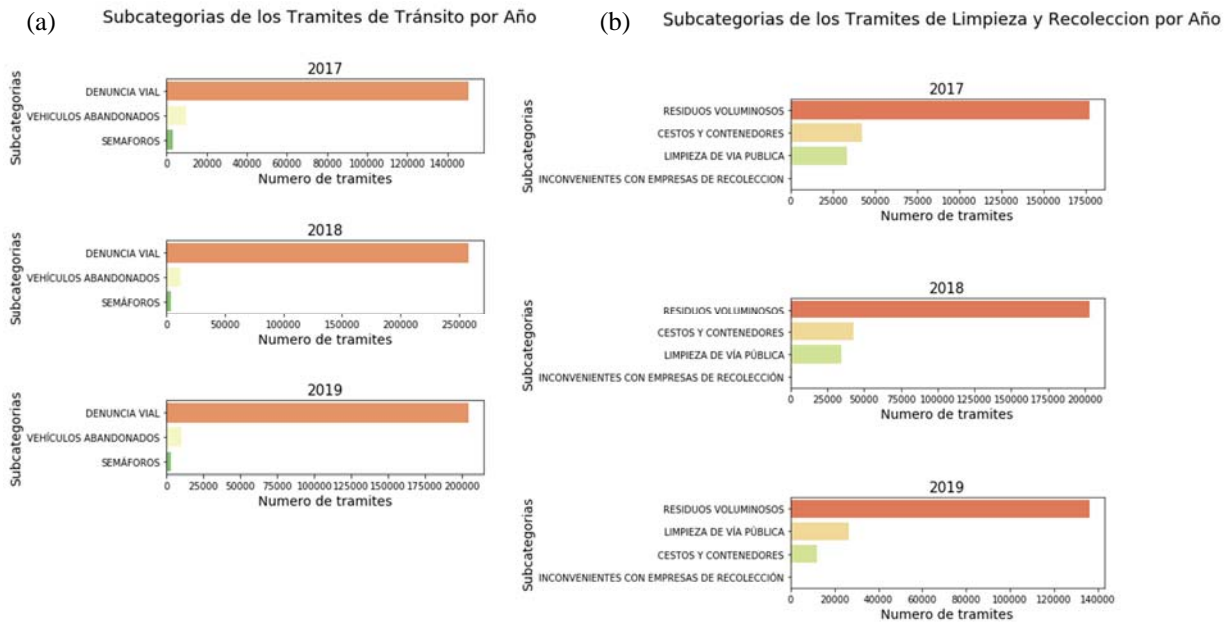 (a)
Subcategorias de los Tramites de Tránsito por Año
2017
Subcategorias
DENUNCIA VIAL
VEHICULOS ABANDONADOS
SEMAFOROS
0 20000 40000 60000 80000 100000 120000 140000
Numero de tramites
2018
Subcategorias
DENUNCIA VIAL
VEHÍCULOS ABANDONADOS
SEMÁFOROS
0 50000 100000 150000 200000 250000
Numero de tramites
2019
Subcategorias
DENUNCIA VIAL
VEHÍCULOS ABANDONADOS
SEMÁFOROS
0 25000 50000 75000 100000 125000 150000 175000 200000
Numero de tramites
(b)
Subcategorias de los Tramites de Limpieza y Recoleccion por Año
2017
Subcategorias
RESIDUOS VOLUMINOSOS
CESTOS Y CONTENEDORES
LIMPIEZA DE VIA PUBLICA
INCONVENIENTES CON EMPRESAS DE RECOLECCION
0 25000 50000 75000 100000 125000 150000 175000
Numero de tramites
2018
Subcategorias
RESIDUOS VOLUMINOSOS
CESTOS Y CONTENEDORES
LIMPIEZA DE VÍA PÚBLICA
INCONVENIENTES CON EMPRESAS DE RECOLECCIÓN
0 25000 50000 75000 100000 125000 150000 175000 200000
Numero de tramites
2019
Subcategorias
RESIDUOS VOLUMINOSOS
LIMPIEZA DE VÍA PÚBLICA
CESTOS Y CONTENEDORES
INCONVENIENTES CON EMPRESAS DE RECOLECCIÓN
0 20000 40000 60000 80000 100000 120000 140000
Numero de tramites